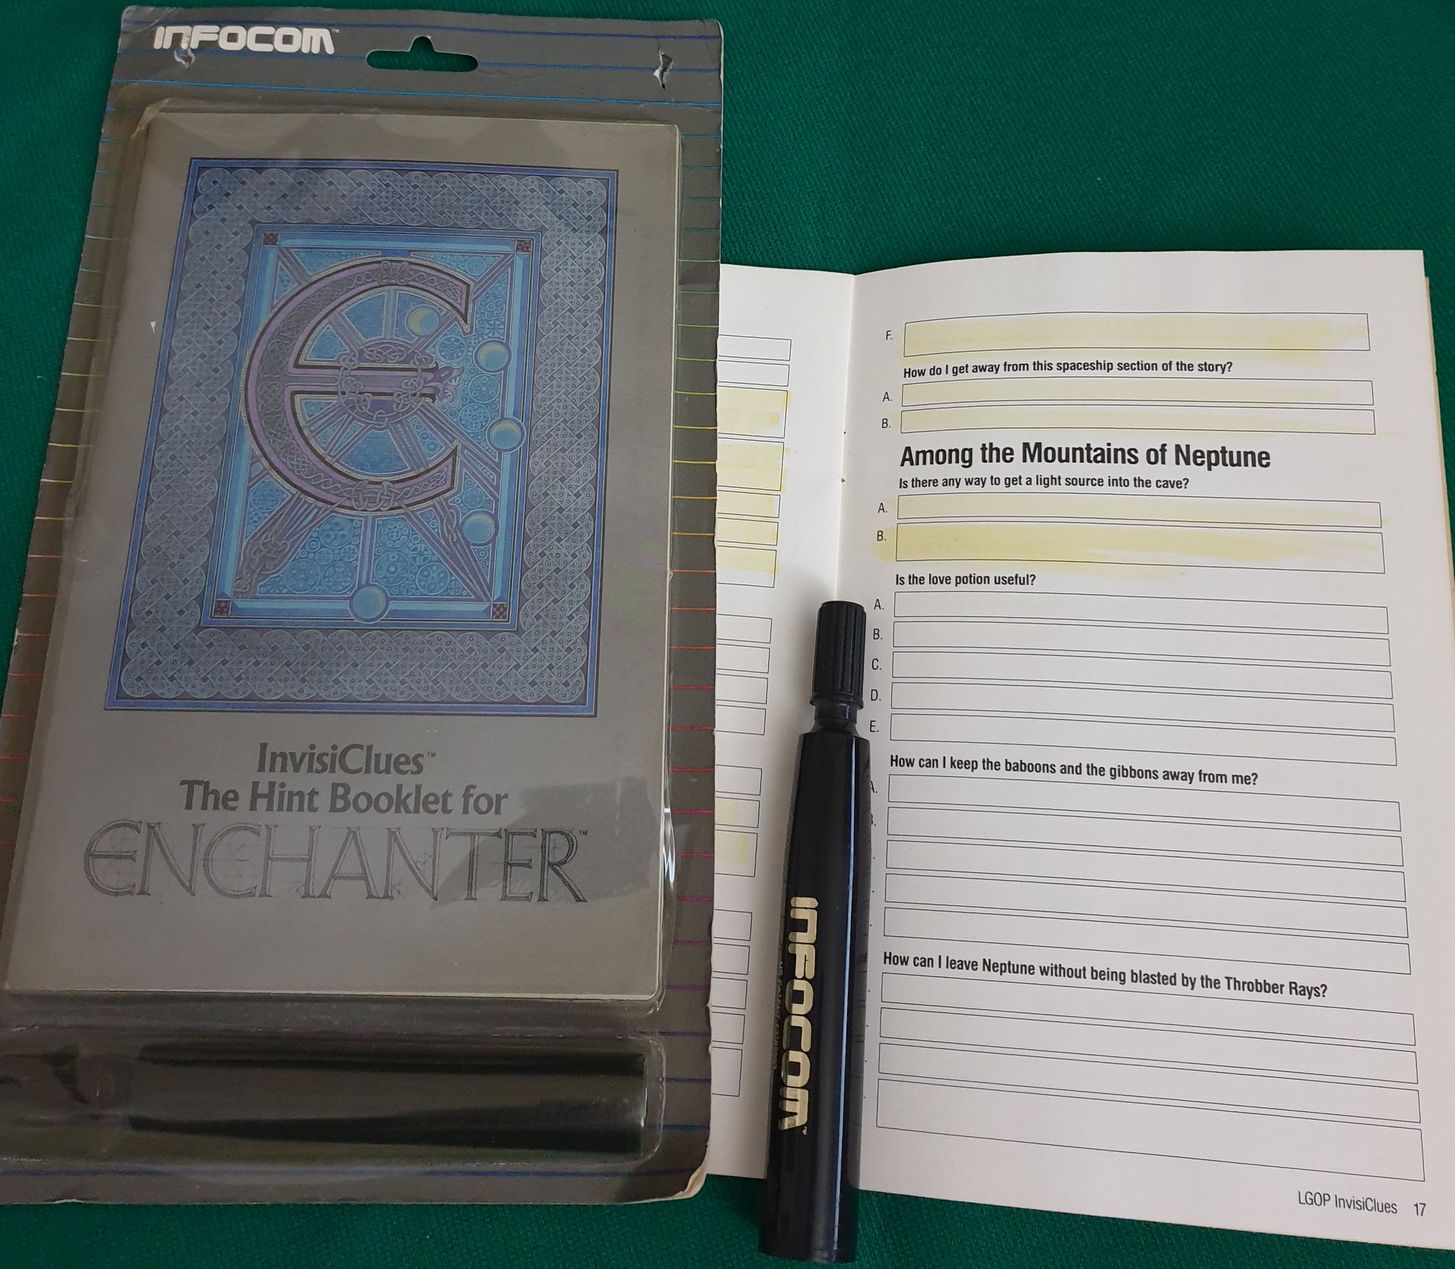 INFOCOM™
InvisiClues™
The Hint Booklet for
ENCHANTER™
F.
How do I get away from this spaceship section of the story?
A.
B.
Among the Mountains of Neptune
Is there any way to get a light source into the cave?
A.
B.
Is the love potion useful?
A.
B.
C.
D.
E.
How can I keep the baboons and the gibbons away from me?
How can I leave Neptune without being blasted by the Throbber Rays?
LGOP InvisiClues 17
INFOCOM™